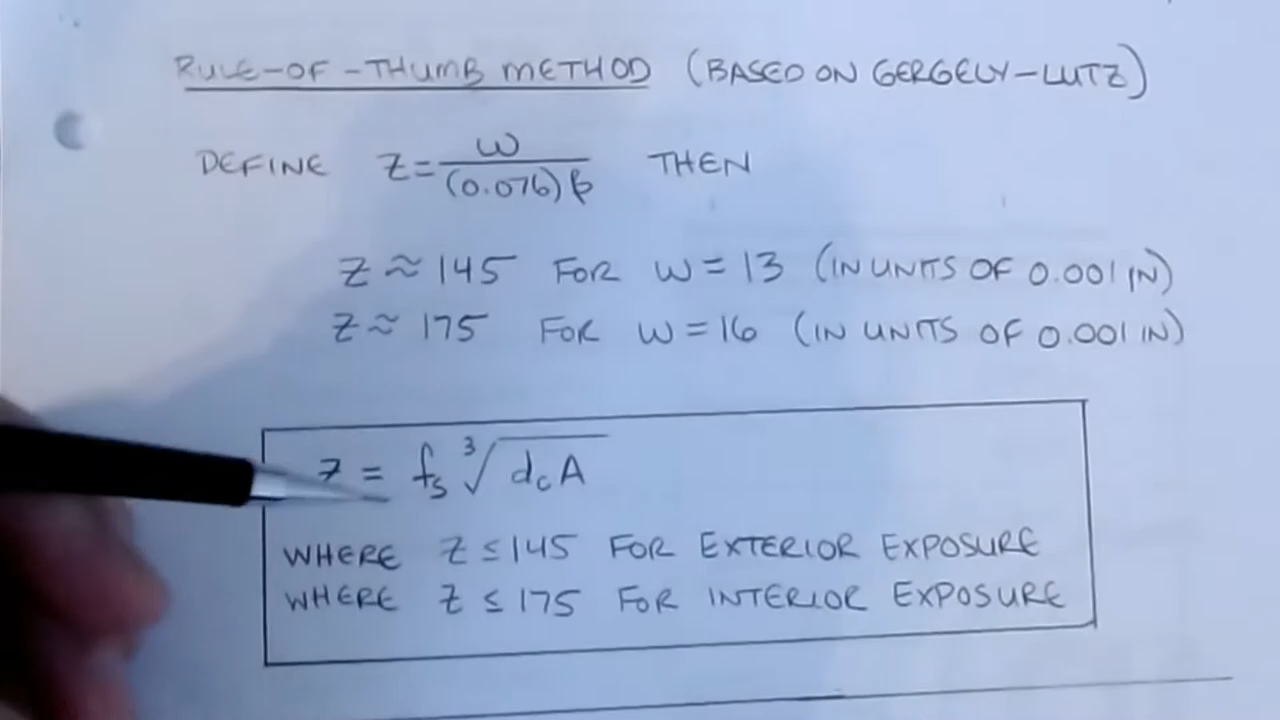 RULE-OF-THUMB METHOD (BASED ON GERGELY-LUTZ)
DEFINE Z = W / (0.076)β THEN
Z ≈ 145 FOR W = 13 (IN UNITS OF 0.001 IN)
Z ≈ 175 FOR W = 16 (IN UNITS OF 0.001 IN)
Z = fs ∛(dcA)
WHERE Z ≤ 145 FOR EXTERIOR EXPOSURE
WHERE Z ≤ 175 FOR INTERIOR EXPOSURE